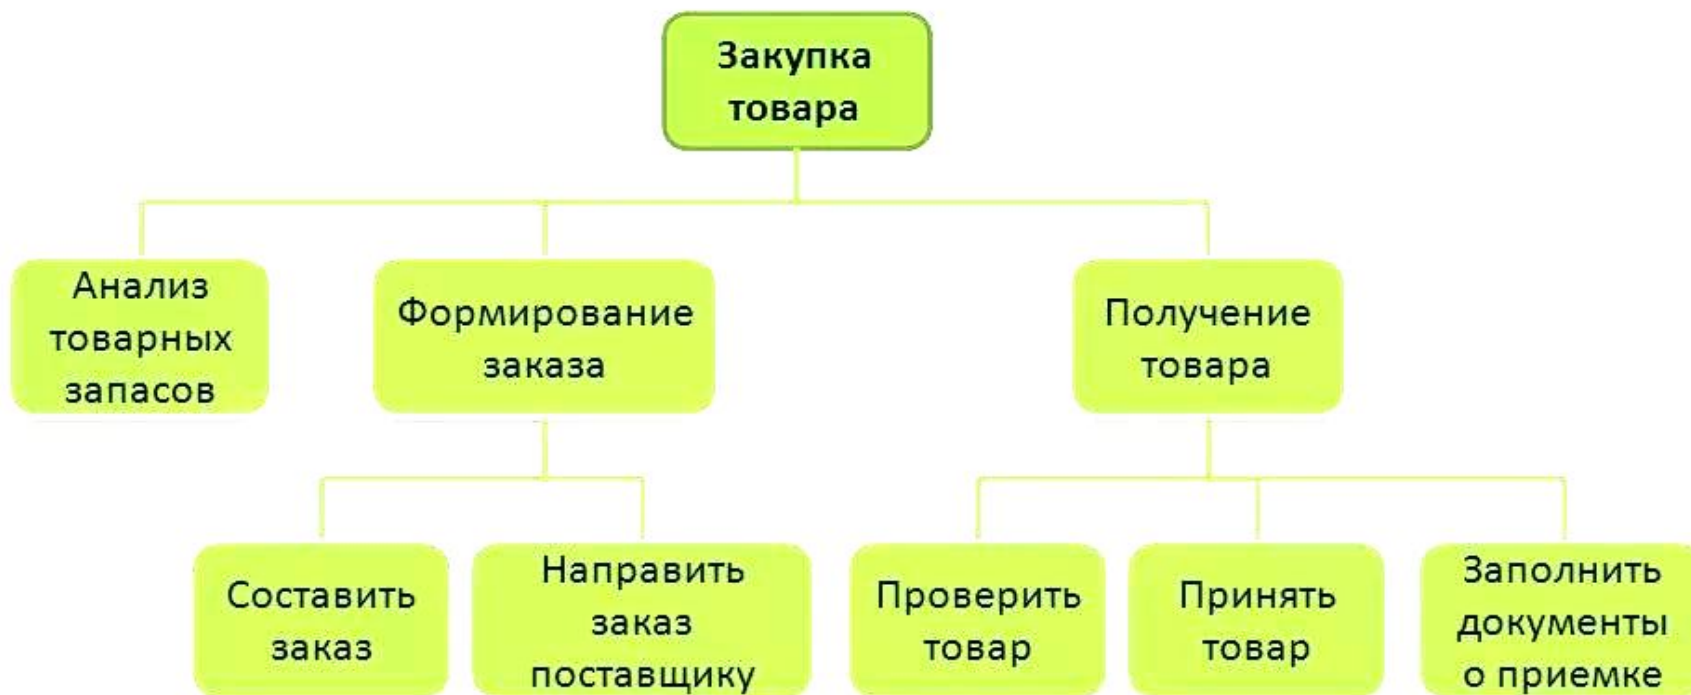 Закупка
товара
Анализ
товарных
запасов
Формирование
заказа
Получение
товара
Составить
заказ
Направить
заказ
поставщику
Проверить
товар
Принять
товар
Заполнить
документы
о приемке